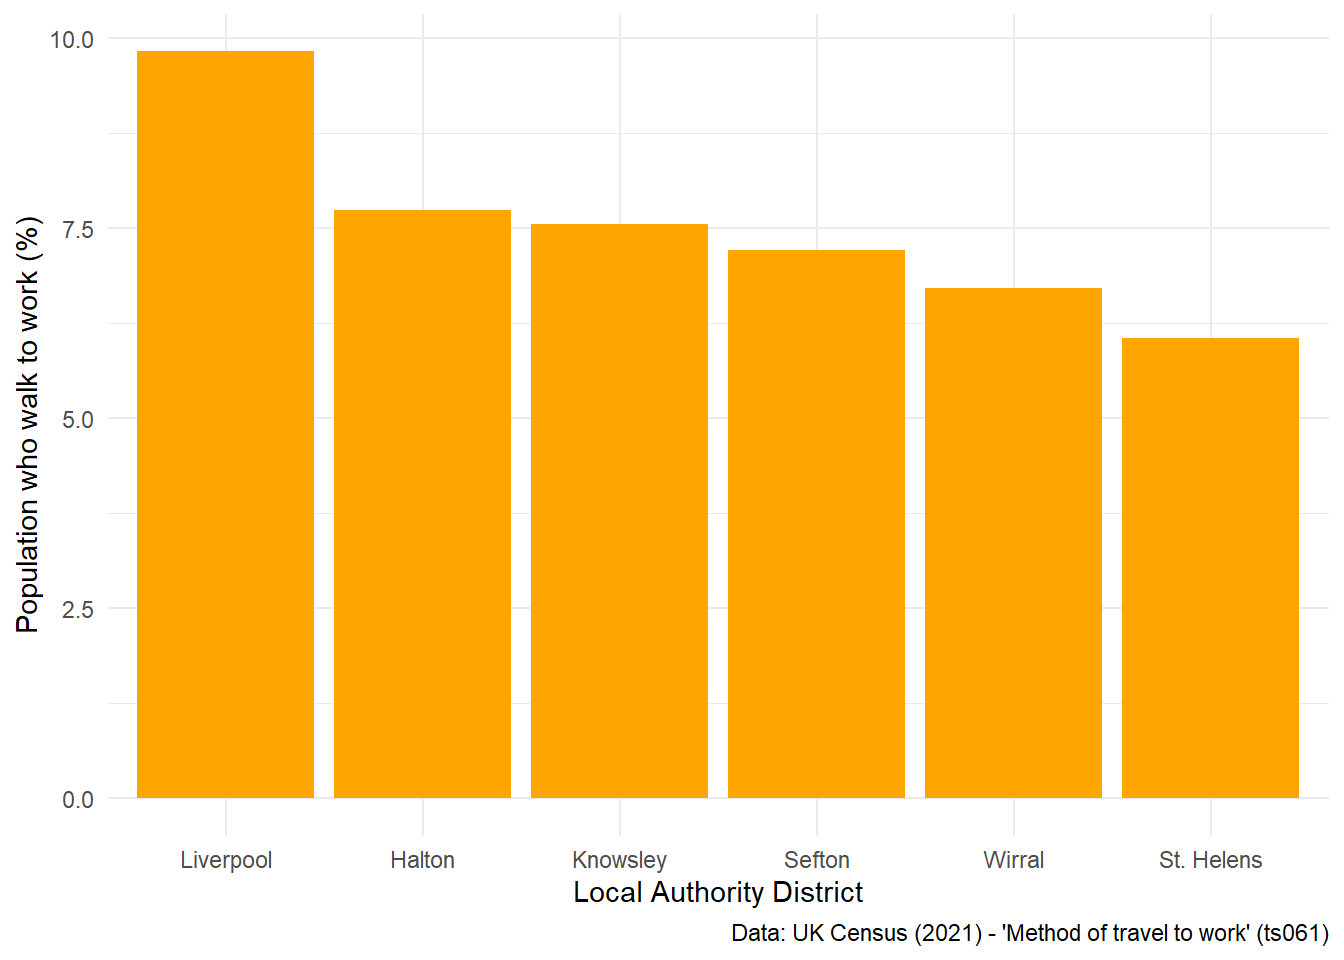 Population who walk to work (%)
10.0
7.5
5.0
2.5
0.0
Liverpool
Halton
Knowsley
Sefton
Wirral
St. Helens
Local Authority District
Data: UK Census (2021) - 'Method of travel to work' (ts061)